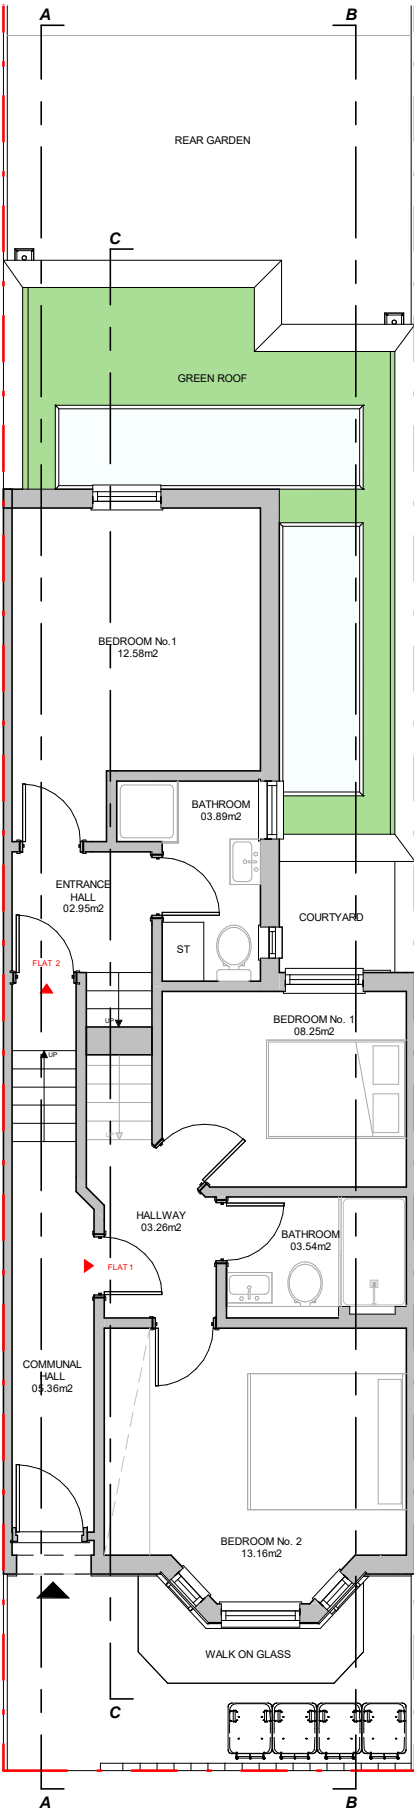 A
B
REAR GARDEN
C
GREEN ROOF
BEDROOM No.1
12.58m2
BATHROOM
03.89m2
ENTRANCE
HALL
02.95m2
COURTYARD
ST
FLAT 2
UP
BEDROOM No. 1
08.25m2
UP
UP
HALLWAY
03.26m2
BATHROOM
03.54m2
FLAT 1
COMMUNAL
HALL
05.36m2
BEDROOM No. 2
13.16m2
WALK ON GLASS
C
A
B